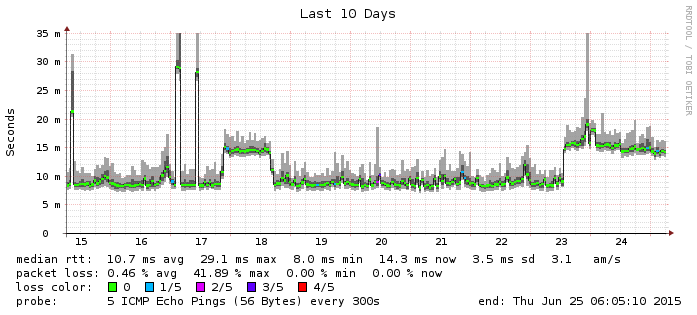 Last 10 Days
RRDTOOL / TOBI OETIKER
Seconds
35 m
30 m
25 m
20 m
15 m
10 m
5 m
0
15 16 17 18 19 20 21 22 23 24
median rtt: 10.7 ms avg 29.1 ms max 8.0 ms min 14.3 ms now 3.5 ms sd 3.1 am/s
packet loss: 0.46 % avg 41.89 % max 0.00 % min 0.00 % now
loss color: 0 1/5 2/5 3/5 4/5
probe: 5 ICMP Echo Pings (56 Bytes) every 300s end: Thu Jun 25 06:05:10 2015